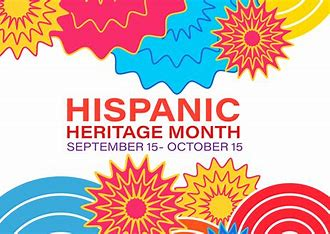 HISPANIC
HERITAGE MONTH
SEPTEMBER 15- OCTOBER 15